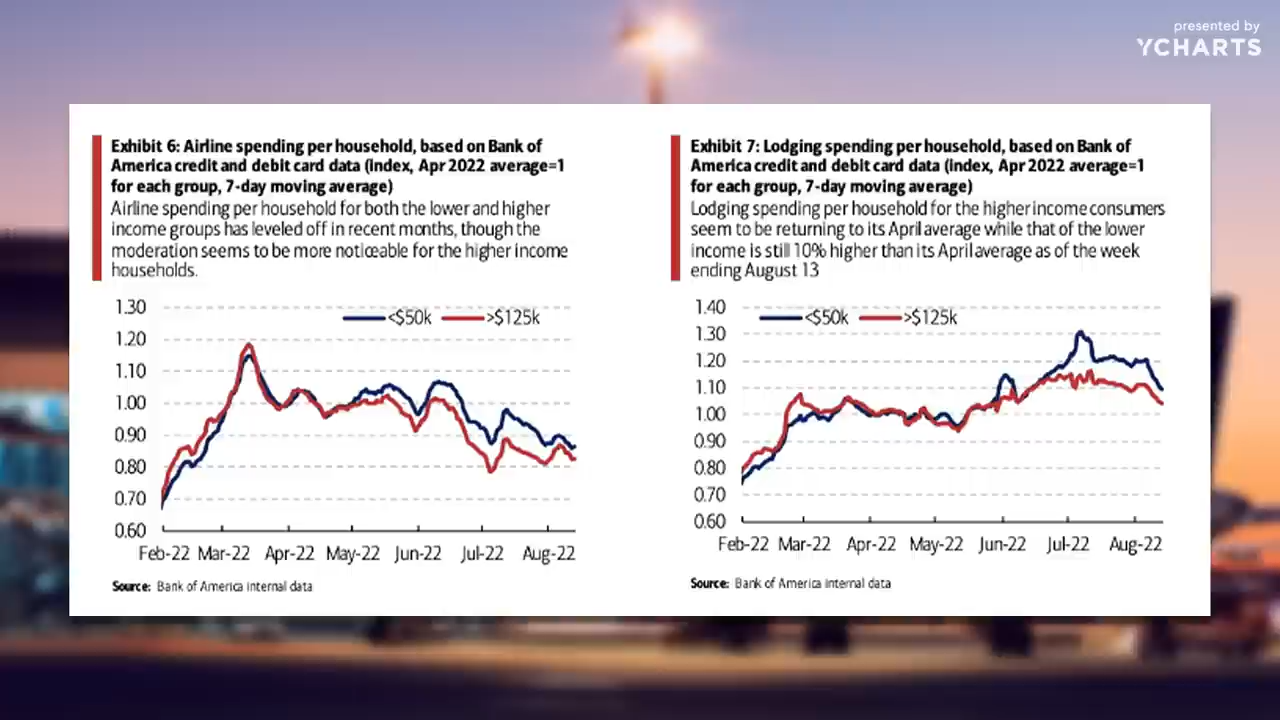 presented by
YCHARTS
Exhibit 6: Airline spending per household, based on Bank of
America credit and debit card data (index, Apr 2022 average=1
for each group, 7-day moving average)
Airline spending per household for both the lower and higher
income groups has leveled off in recent months, though the
moderation seems to be more noticeable for the higher income
households.
1.30
1.20
1.10
1.00
0.90
0.80
0.70
0.60
<$50k >$125k
Feb-22 Mar-22 Apr-22 May-22 Jun-22 Jul-22 Aug-22
Source: Bank of America internal data
Exhibit 7: Lodging spending per household, based on Bank of
America credit and debit card data (index, Apr 2022 average=1
for each group, 7-day moving average)
Lodging spending per household for the higher income consumers
seem to be returning to its April average while that of the lower
income is still 10% higher than its April average as of the week
ending August 13
1.40
1.30
1.20
1.10
1.00
0.90
0.80
0.70
0.60
<$50k >$125k
Feb-22 Mar-22 Apr-22 May-22 Jun-22 Jul-22 Aug-22
Source: Bank of America internal data